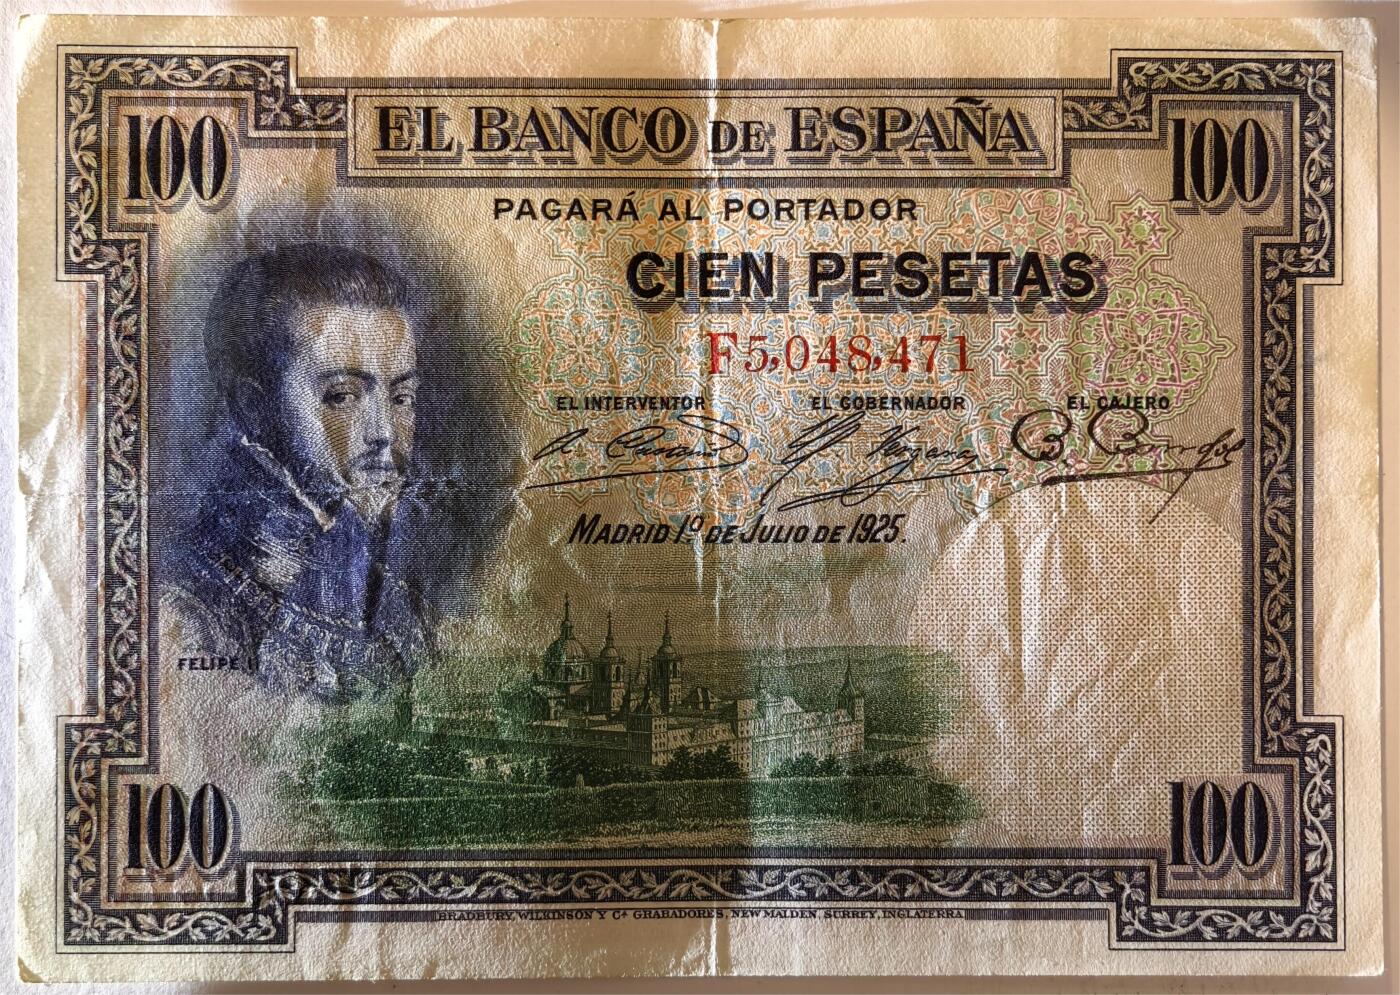 EL BANCO DE ESPAÑA
100
100
PAGARÁ AL PORTADOR
CIEN PESETAS
F5,048,471
EL INTERVENTOR EL GOBERNADOR EL CAJERO
MADRID 1º DE JULIO DE 1925.
FELIPE II
100
100
BRADBURY, WILKINSON Y Cª GRABADORES, NEW MALDEN, SURREY, INGLATERRA